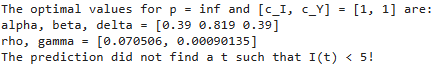 The optimal values for p = inf and [c_I, c_Y] = [1, 1] are:
alpha, beta, delta = [0.39 0.819 0.39]
rho, gamma = [0.070506, 0.00090135]
The prediction did not find a t such that I(t) < 5!